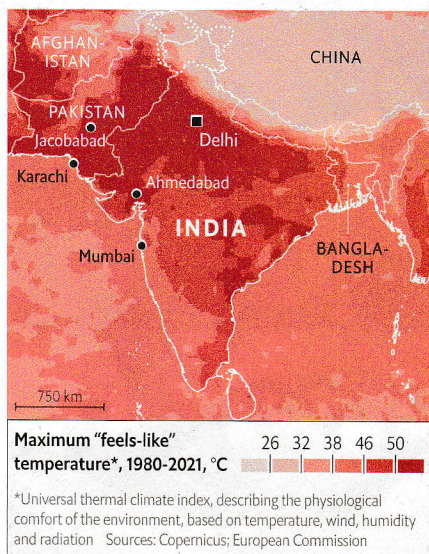 AFGHAN-
ISTAN
CHINA
PAKISTAN
Jacobabad
Delhi
Karachi
Ahmedabad
INDIA
Mumbai
BANGLA-
DESH
750 km
Maximum “feels-like”
temperature*, 1980-2021, °C
26 32 38 46 50
*Universal thermal climate index, describing the physiological
comfort of the environment, based on temperature, wind, humidity
and radiation Sources: Copernicus; European Commission